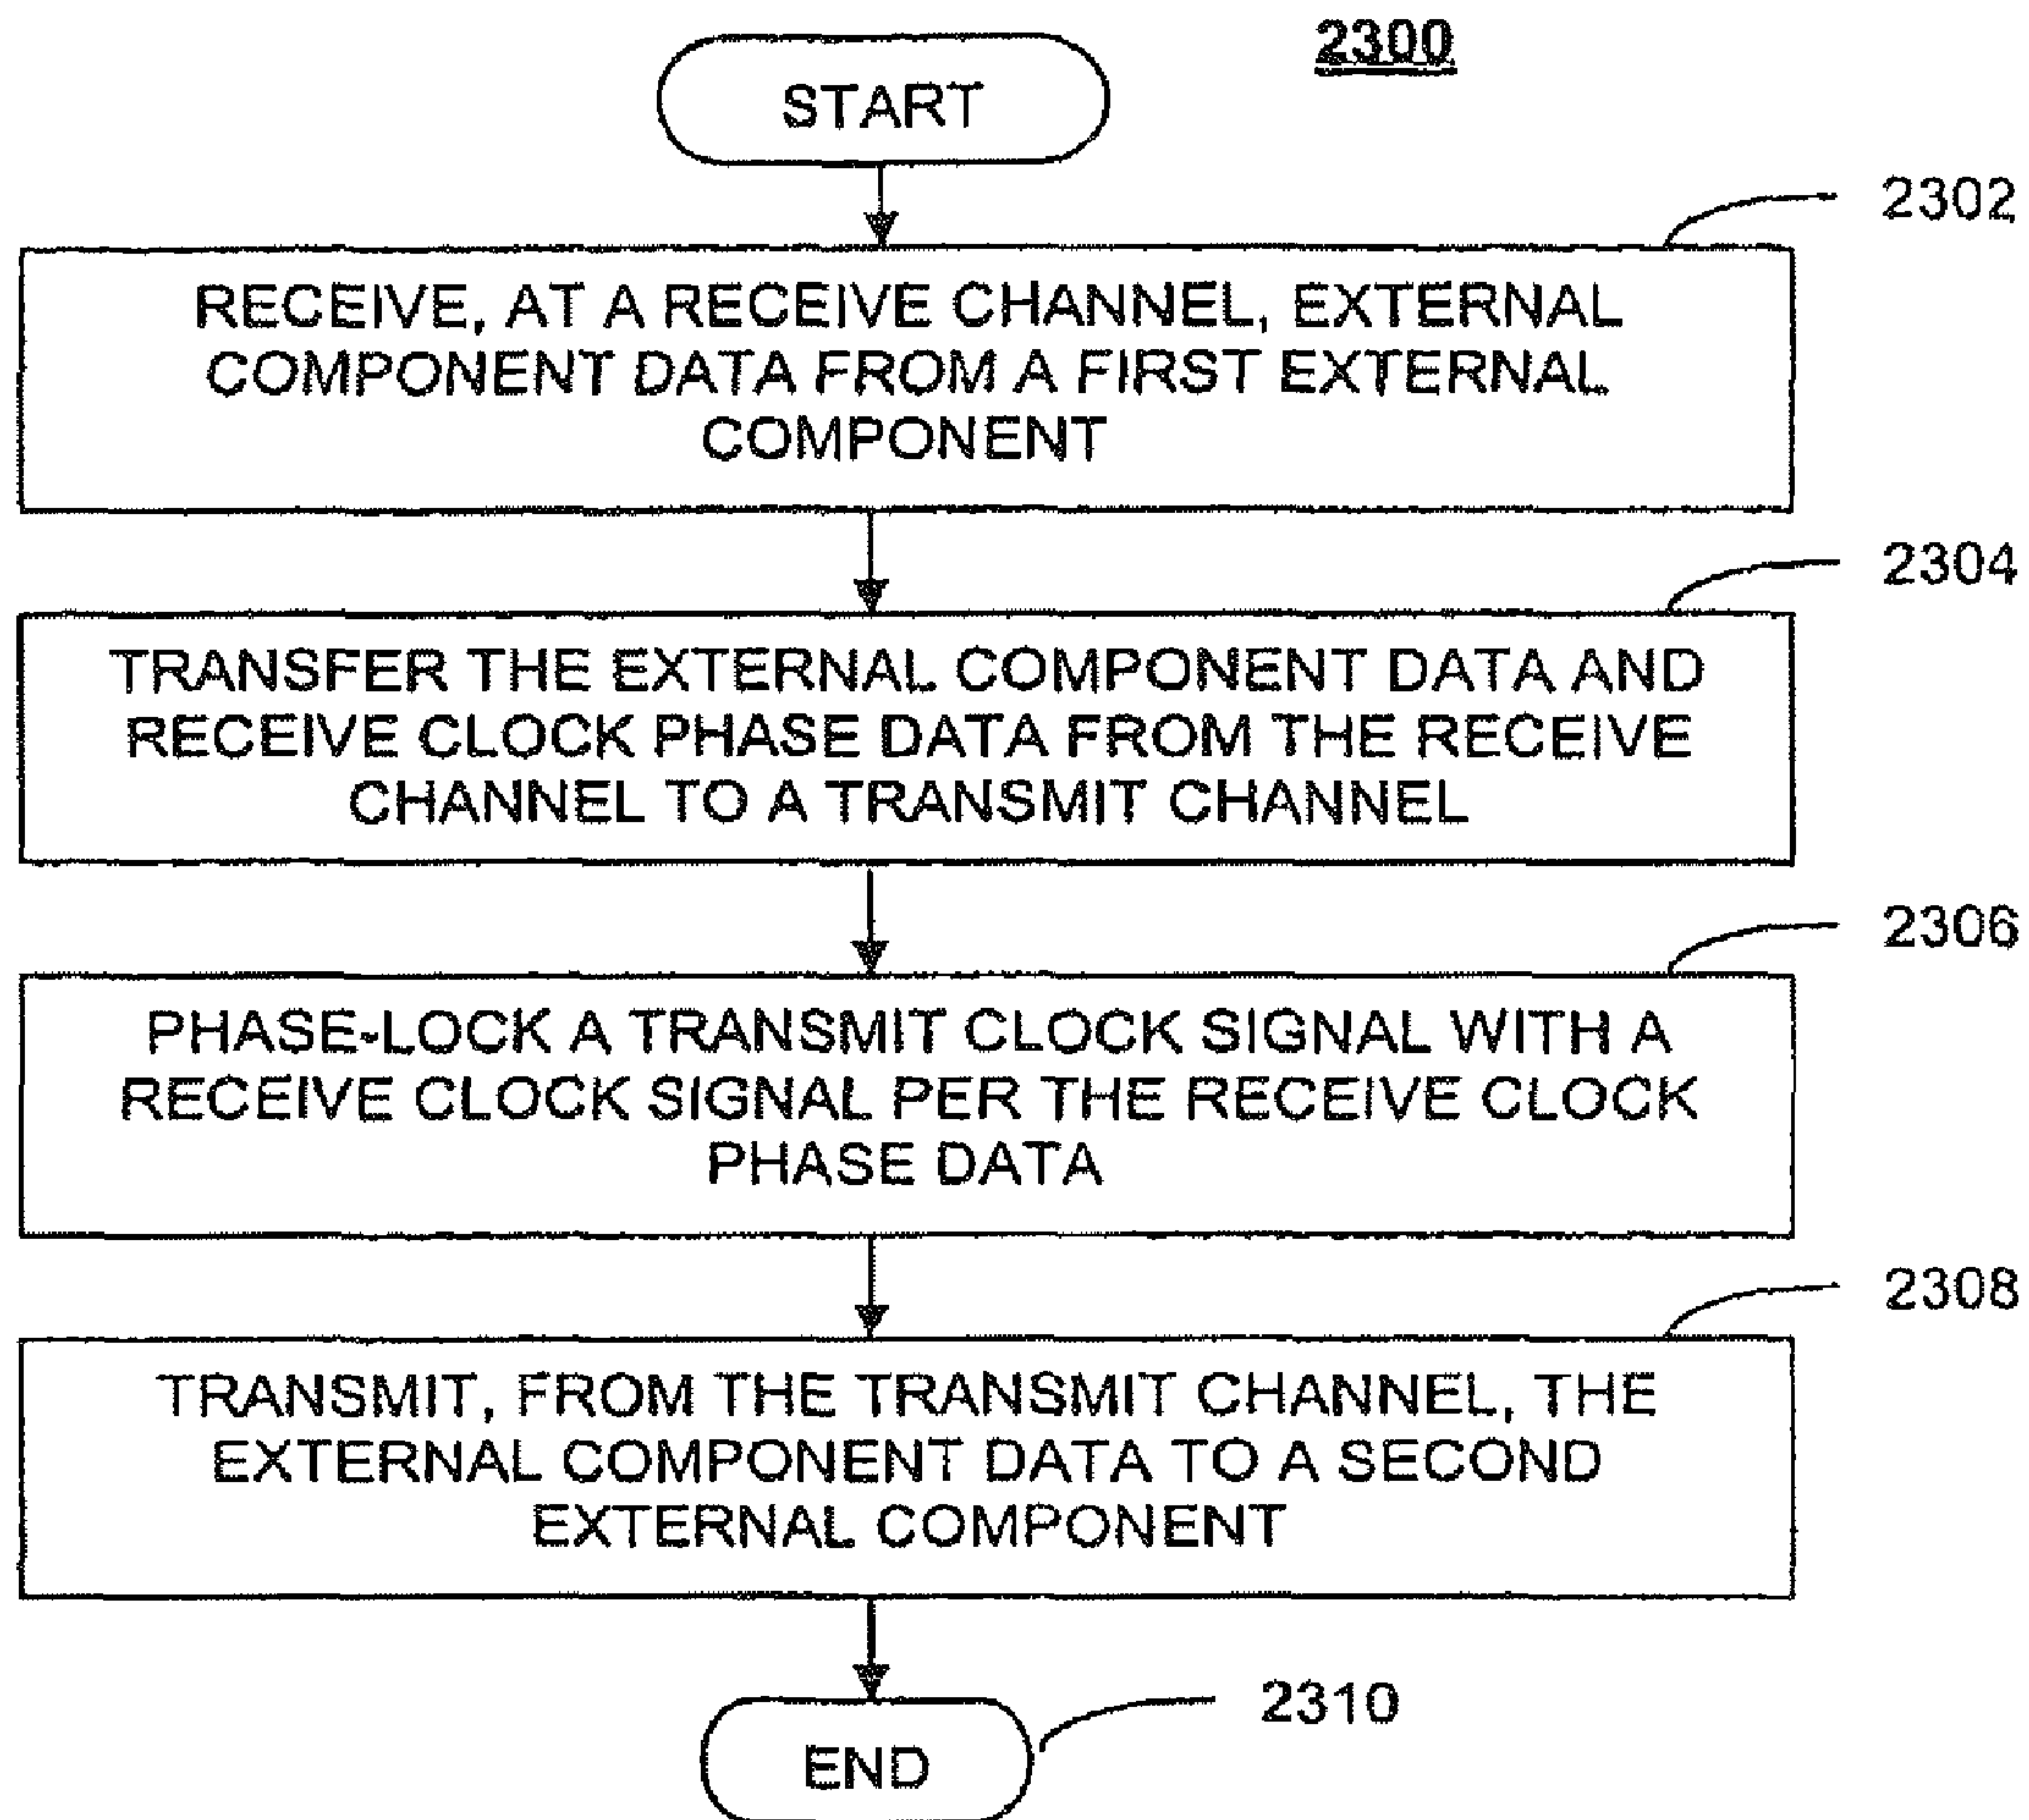 2300
START
2302
RECEIVE, AT A RECEIVE CHANNEL, EXTERNAL
COMPONENT DATA FROM A FIRST EXTERNAL
COMPONENT
2304
TRANSFER THE EXTERNAL COMPONENT DATA AND
RECEIVE CLOCK PHASE DATA FROM THE RECEIVE
CHANNEL TO A TRANSMIT CHANNEL
2306
PHASE-LOCK A TRANSMIT CLOCK SIGNAL WITH A
RECEIVE CLOCK SIGNAL PER THE RECEIVE CLOCK
PHASE DATA
2308
TRANSMIT, FROM THE TRANSMIT CHANNEL, THE
EXTERNAL COMPONENT DATA TO A SECOND
EXTERNAL COMPONENT
2310
END